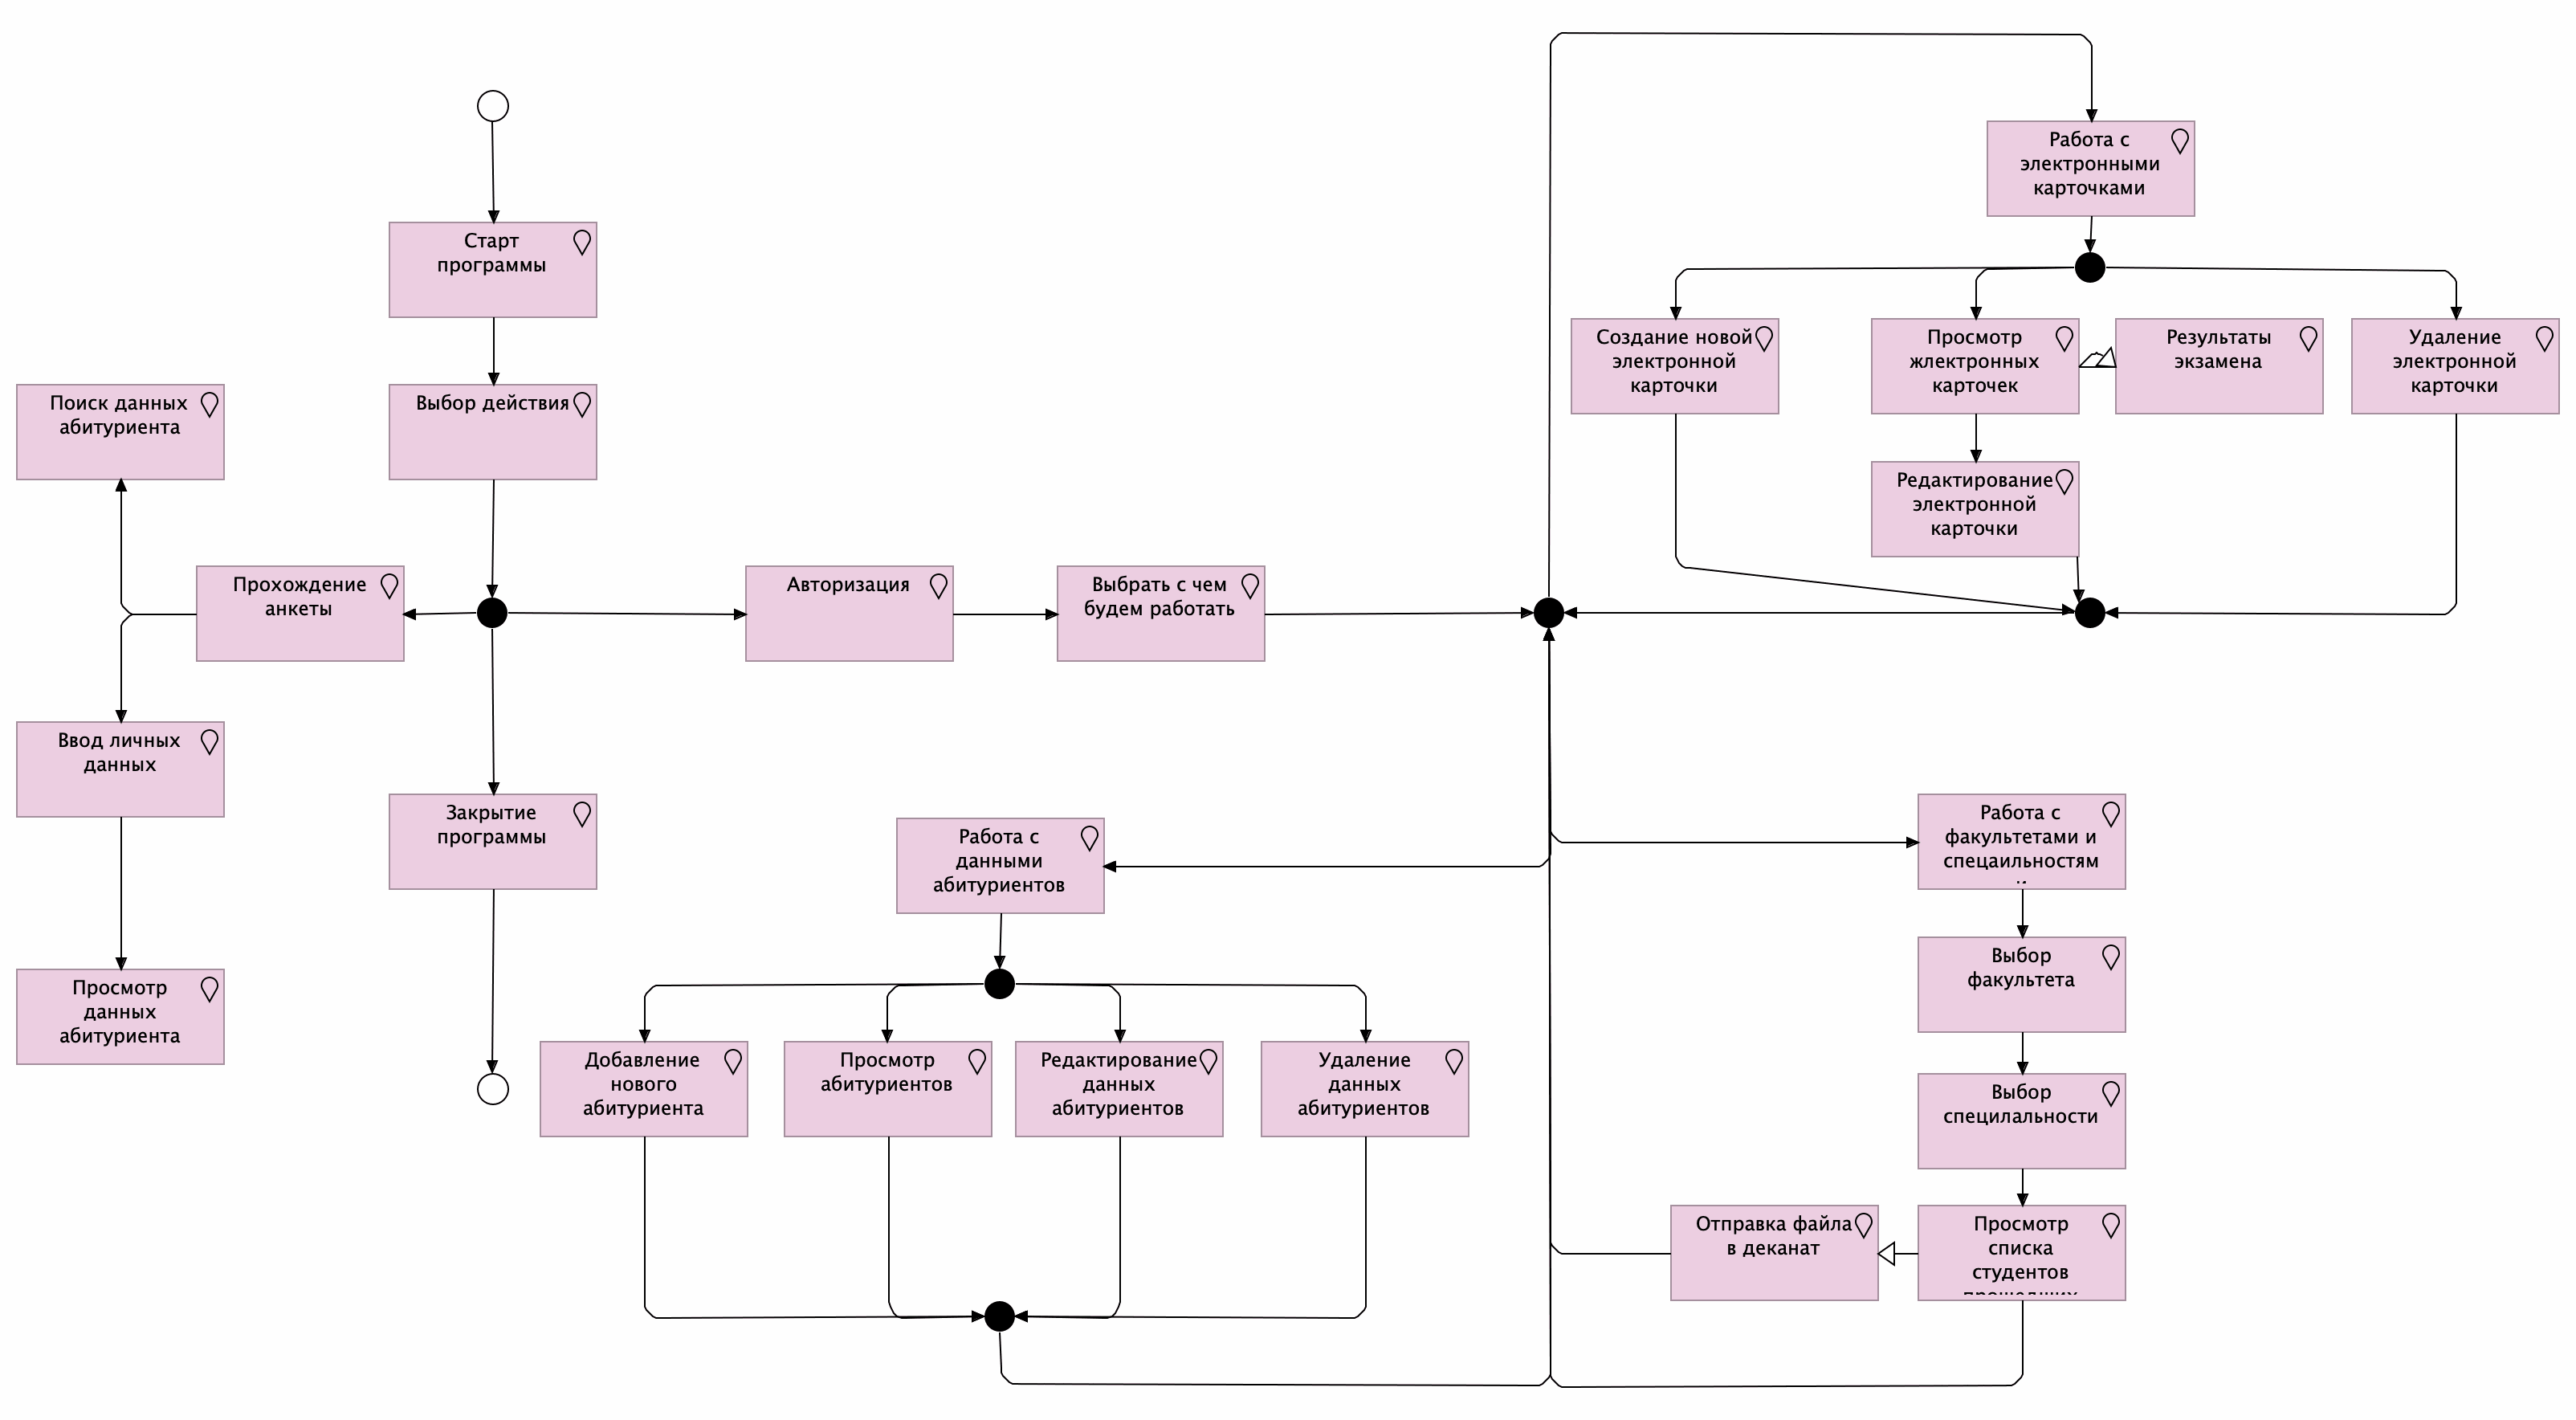 Работа с
электронными
карточками
Старт
программы
Создание новой
электронной
карточки
Просмотр
жлектронных
карточек
Результаты
экзамена
Удаление
электронной
карточки
Поиск данных
абитуриента
Выбор действия
Редактирование
электронной
карточки
Прохождение
анкеты
Авторизация
Выбрать с чем
будем работать
Ввод личных
данных
Закрытие
программы
Работа с
данными
абитуриентов
Работа с
факультетами и
спецаильностям
Выбор
факультета
Просмотр
данных
абитуриента
Добавление
нового
абитуриента
Просмотр
абитуриентов
Редактирование
данных
абитуриентов
Удаление
данных
абитуриентов
Выбор
специлальности
Отправка файла
в деканат
Просмотр
списка
студентов